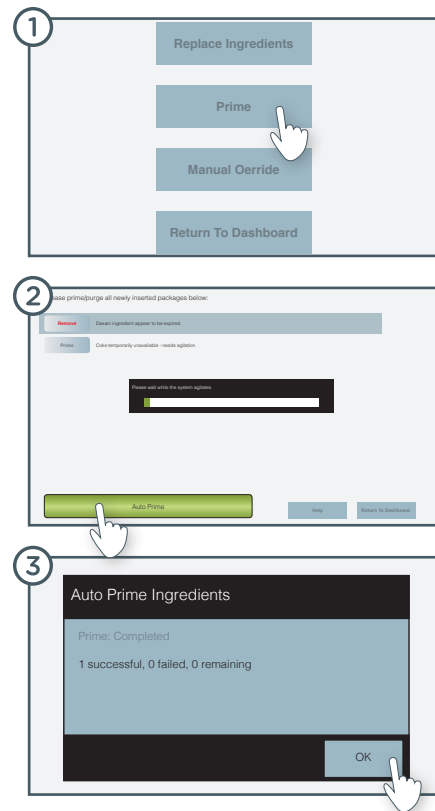 1
Replace Ingredients
Prime
Manual Oerride
Return To Dashboard
2
ase prime/purge all newly inserted packages below:
Remove Dasani ingredient appear to be expired.
Prime Coke temporarily unavailable - needs agitation.
Please wait while the system agitates.
Auto Prime Help Return To Dashboard
3
Auto Prime Ingredients
Prime: Completed
1 successful, 0 failed, 0 remaining
OK